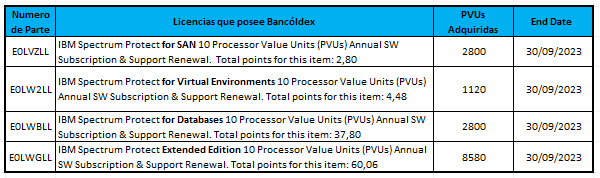 Numero de Parte | Licencias que posee Bancóldex | PVUs Adquiridas | End Date
E0LVZLL | IBM Spectrum Protect for SAN 10 Processor Value Units (PVUs) Annual SW
Subscription & Support Renewal.  Total points for this item: 2,80 | 2800 | 30/09/2023
E0LW2LL | IBM Spectrum Protect for Virtual Environments 10 Processor Value Units (PVUs)
Annual SW Subscription & Support Renewal. Total points for this item: 4,48 | 1120 | 30/09/2023
E0LWBLL | IBM Spectrum Protect for Databases 10 Processor Value Units (PVUs) Annual
SW Subscription & Support Renewal. Total points for this item: 37,80 | 2800 | 30/09/2023
E0LWGLL | IBM Spectrum Protect Extended Edition 10 Processor Value Units (PVUs) Annual
SW Subscription & Support Renewal. Total points for this item: 60,06 | 8580 | 30/09/2023